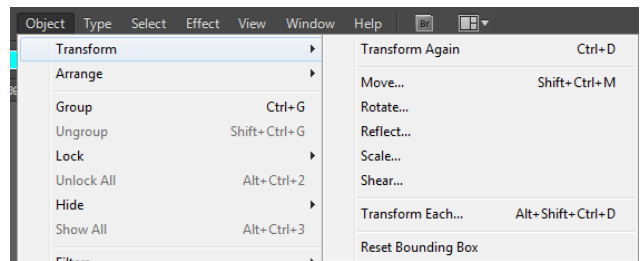 Object Type Select Effect View Window Help Br
Transform
Arrange
Group Ctrl+G
Ungroup Shift+Ctrl+G
Lock
Unlock All Alt+Ctrl+2
Hide
Show All Alt+Ctrl+3
Transform Again Ctrl+D
Move... Shift+Ctrl+M
Rotate...
Reflect...
Scale...
Shear...
Transform Each... Alt+Shift+Ctrl+D
Reset Bounding Box